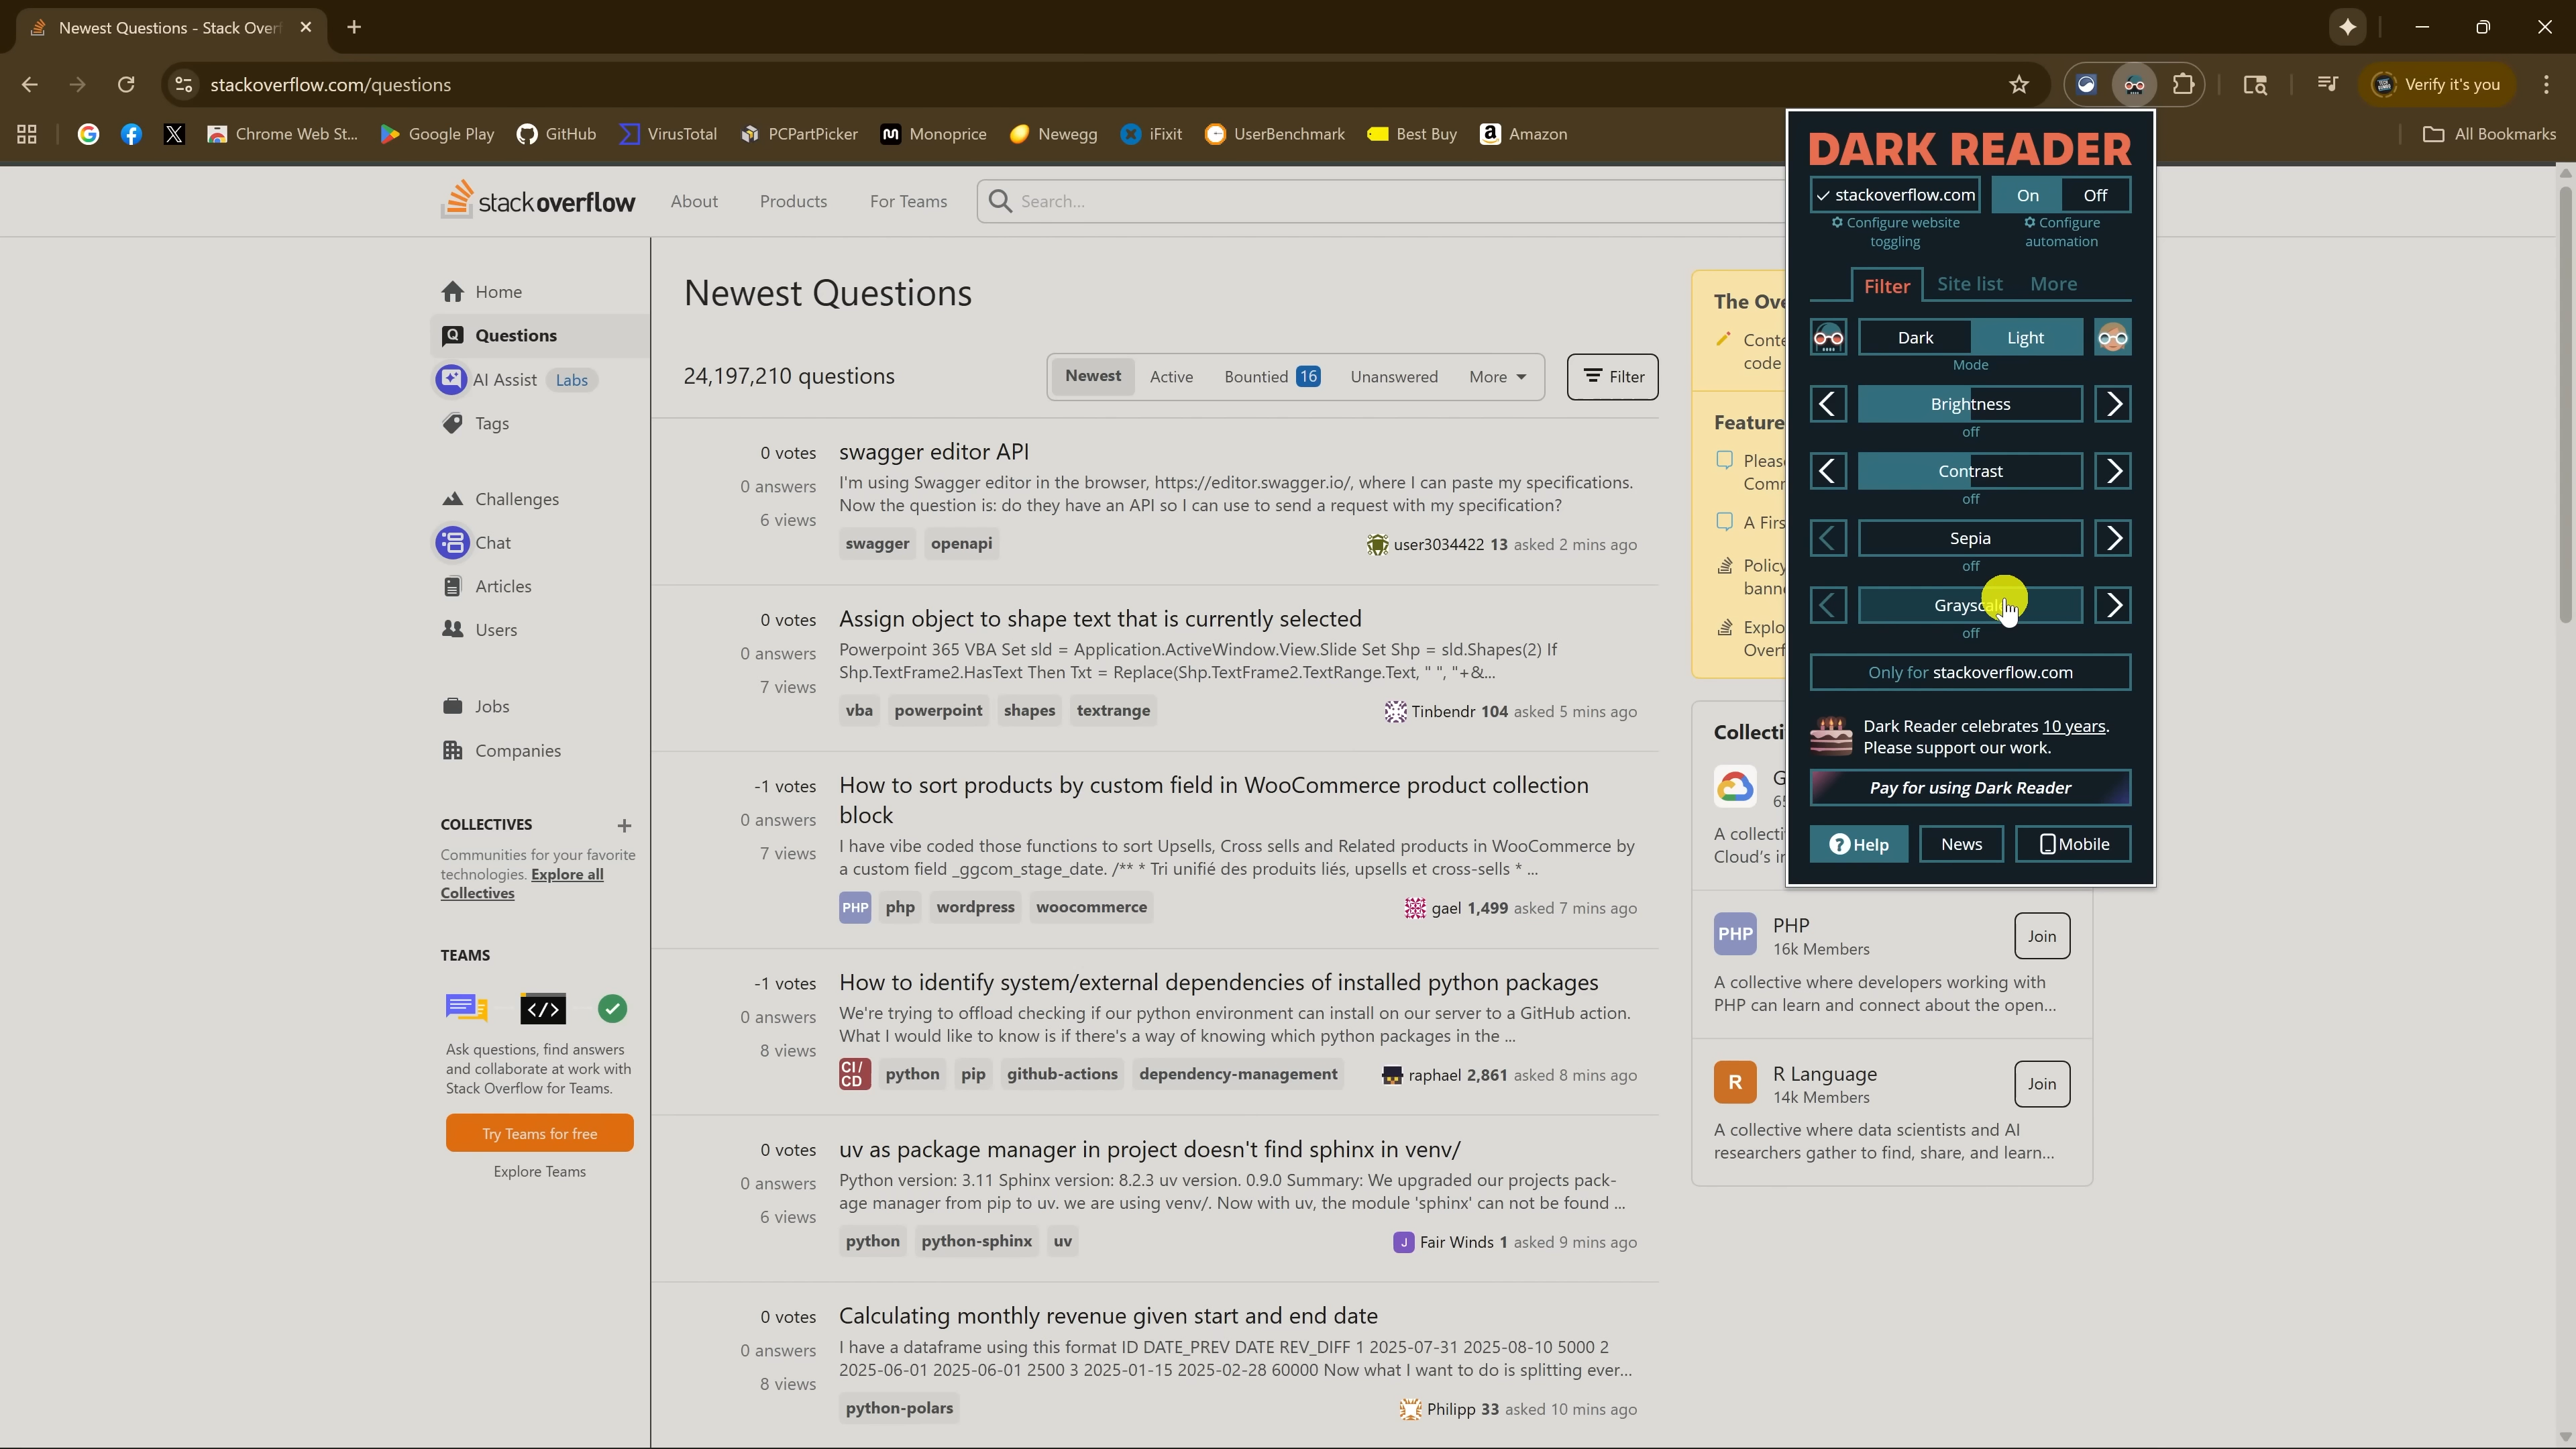 Newest Questions - Stack Over
stackoverflow.com/questions
Verify it's you
Chrome Web St...
Google Play
GitHub
VirusTotal
PCPartPicker
Monoprice
Newegg
iFixit
UserBenchmark
Best Buy
Amazon
All Bookmarks
stackoverflow
About
Products
For Teams
Search...
Home
Questions
AI Assist Labs
Tags
Challenges
Chat
Articles
Users
Jobs
Companies
COLLECTIVES
Communities for your favorite
technologies. Explore all
Collectives
TEAMS
</>
Ask questions, find answers
and collaborate at work with
Stack Overflow for Teams.
Try Teams for free
Explore Teams
Newest Questions
24,197,210 questions
Newest
Active
Bountied 16
Unanswered
More
Filter
0 votes
0 answers
6 views
swagger editor API
I'm using Swagger editor in the browser, https://editor.swagger.io/, where I can paste my specifications.
Now the question is: do they have an API so I can use to send a request with my specification?
swagger openapi
user3034422 13 asked 2 mins ago
0 votes
0 answers
7 views
Assign object to shape text that is currently selected
Powerpoint 365 VBA Set sld = Application.ActiveWindow.View.Slide Set Shp = sld.Shapes(2) If
Shp.TextFrame2.HasText Then Txt = Replace(Shp.TextFrame2.TextRange.Text, " ", "+&...
vba powerpoint shapes textrange
Tinbendr 104 asked 5 mins ago
-1 votes
0 answers
7 views
How to sort products by custom field in WooCommerce product collection
block
I have vibe coded those functions to sort Upsells, Cross sells and Related products in WooCommerce by
a custom field _ggcom_stage_date. /** * Tri unifié des produits liés, upsells et cross-sells * ...
PHP php wordpress woocommerce
gael 1,499 asked 7 mins ago
-1 votes
0 answers
8 views
How to identify system/external dependencies of installed python packages
We're trying to offload checking if our python environment can install on our server to a GitHub action.
What I would like to know is if there's a way of knowing which python packages in the ...
CI/
CD
python pip github-actions dependency-management
raphael 2,861 asked 8 mins ago
0 votes
0 answers
6 views
uv as package manager in project doesn't find sphinx in venv/
Python version: 3.11 Sphinx version: 8.2.3 uv version. 0.9.0 Summary: We upgraded our projects pack-
age manager from pip to uv. we are using venv/. Now with uv, the module 'sphinx' can not be found ...
python python-sphinx uv
J Fair Winds 1 asked 9 mins ago
0 votes
0 answers
8 views
Calculating monthly revenue given start and end date
I have a dataframe using this format ID DATE_PREV DATE REV_DIFF 1 2025-07-31 2025-08-10 5000 2
2025-06-01 2025-06-01 2500 3 2025-01-15 2025-02-28 60000 Now what I want to do is splitting ever...
python-polars
Philipp 33 asked 10 mins ago
The Ove
Conte
code
Feature
Please
Comm
A Firs
Policy
bann
Explo
Overf
Collecti
G
65
A collecti
Cloud's ir
PHP
PHP
16k Members
Join
A collective where developers working with
PHP can learn and connect about the open...
R
R Language
14k Members
Join
A collective where data scientists and AI
researchers gather to find, share, and learn...
DARK READER
stackoverflow.com
On Off
Configure website
toggling
Configure
automation
Filter
Site list
More
Dark Light
Mode
Brightness
off
Contrast
off
Sepia
off
Grayscale
off
Only for stackoverflow.com
Dark Reader celebrates 10 years.
Please support our work.
Pay for using Dark Reader
Help
News
Mobile